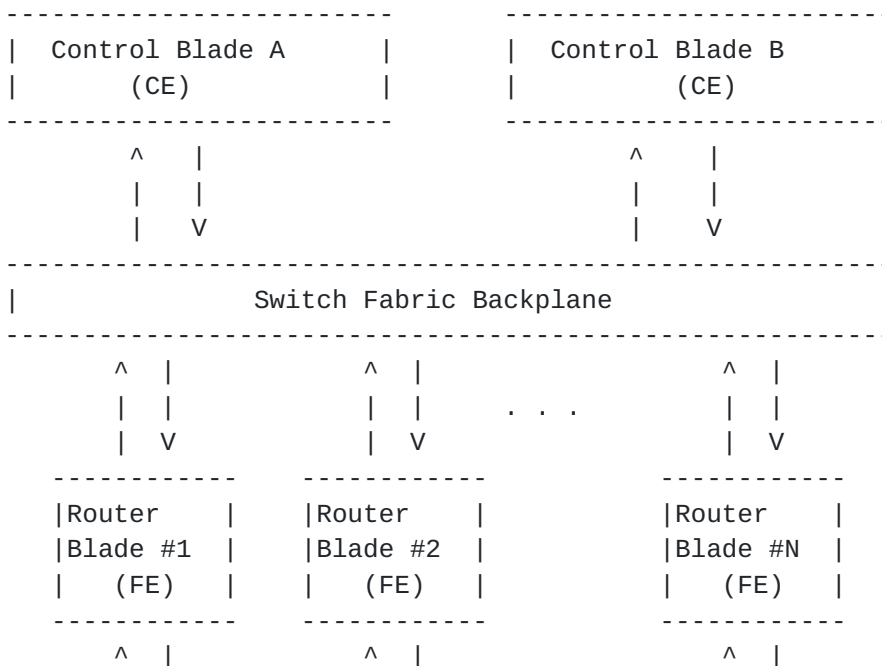 -------------------------       -------------------------
|  Control Blade A      |       |  Control Blade B
|       (CE)            |       |          (CE)
-------------------------       -------------------------
        ^   |                           ^    |
        |   |                           |    |
        |   V                           |    V
---------------------------------------------------------
|               Switch Fabric Backplane
---------------------------------------------------------
       ^  |            ^  |                   ^  |
       |  |            |  |     . . .         |  |
       |  V            |  V                   |  V
   ------------    ------------           ------------
   |Router    |    |Router    |           |Router    |
   |Blade #1  |    |Blade #2  |           |Blade #N  |
   |   (FE)   |    |   (FE)   |           |   (FE)   |
   ------------    ------------           ------------
       ^  |            ^  |                   ^  |